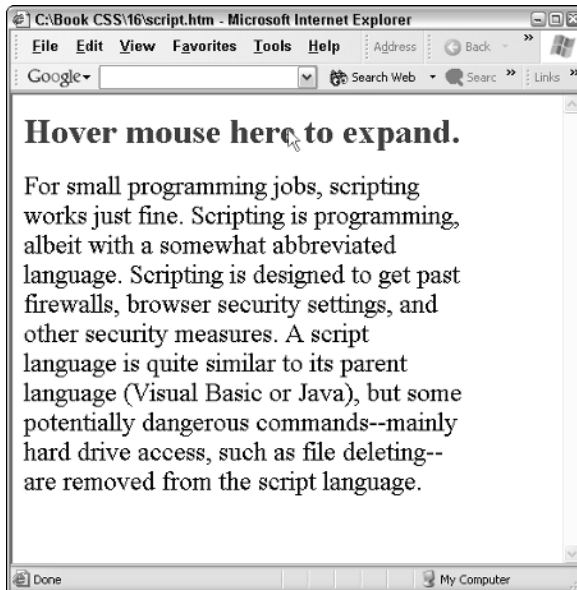 C:\Book CSS\16\script.htm - Microsoft Internet Explorer
File Edit View Favorites Tools Help Address Back »
Google Search Web Searc » Links »
Hover mouse here to expand.
For small programming jobs, scripting
works just fine. Scripting is programming,
albeit with a somewhat abbreviated
language. Scripting is designed to get past
firewalls, browser security settings, and
other security measures. A script
language is quite similar to its parent
language (Visual Basic or Java), but some
potentially dangerous commands--mainly
hard drive access, such as file deleting--
are removed from the script language.
Done My Computer